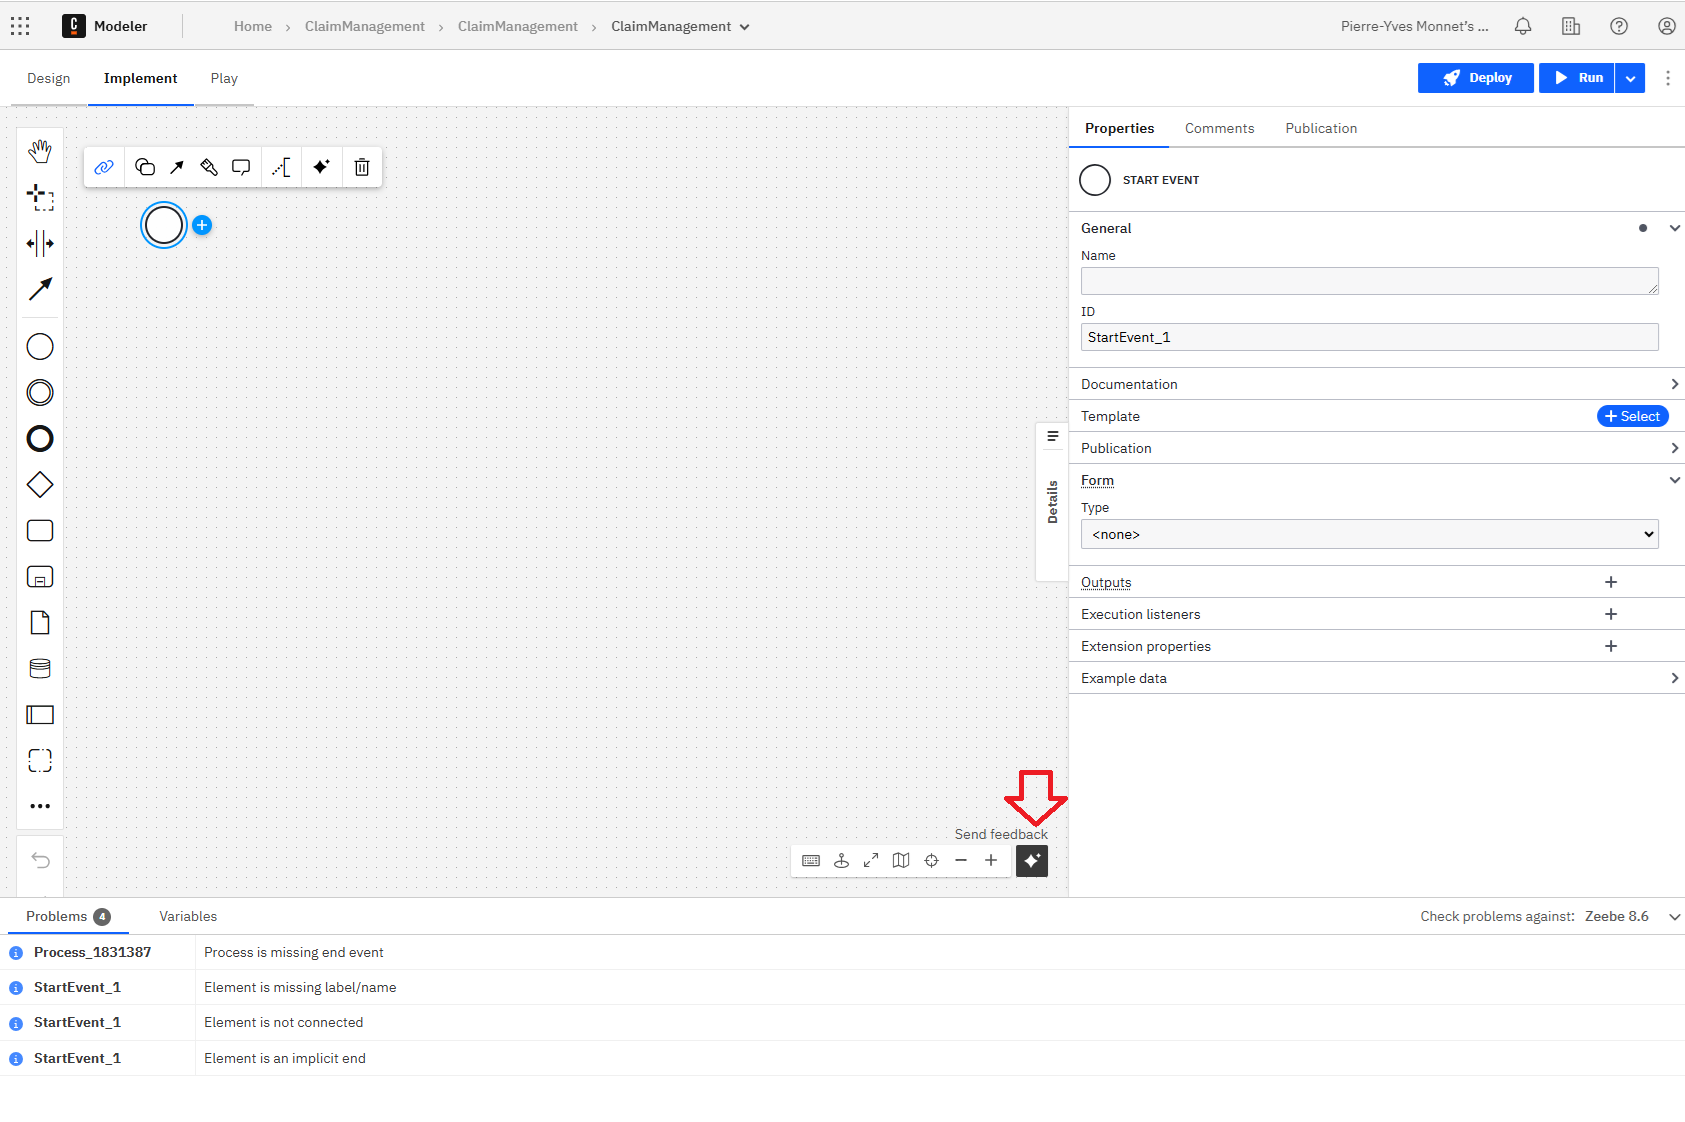 Modeler
Home › ClaimManagement › ClaimManagement › ClaimManagement
Pierre-Yves Monnet's ...
Design Implement Play
Deploy Run
Properties Comments Publication
START EVENT
General
Name
ID
StartEvent_1
Documentation
Template
Select
Publication
Form
Type
<none>
Outputs
Execution listeners
Extension properties
Example data
Details
Send feedback
Problems 4 Variables
Check problems against: Zeebe 8.6
Process_1831387 Process is missing end event
StartEvent_1 Element is missing label/name
StartEvent_1 Element is not connected
StartEvent_1 Element is an implicit end